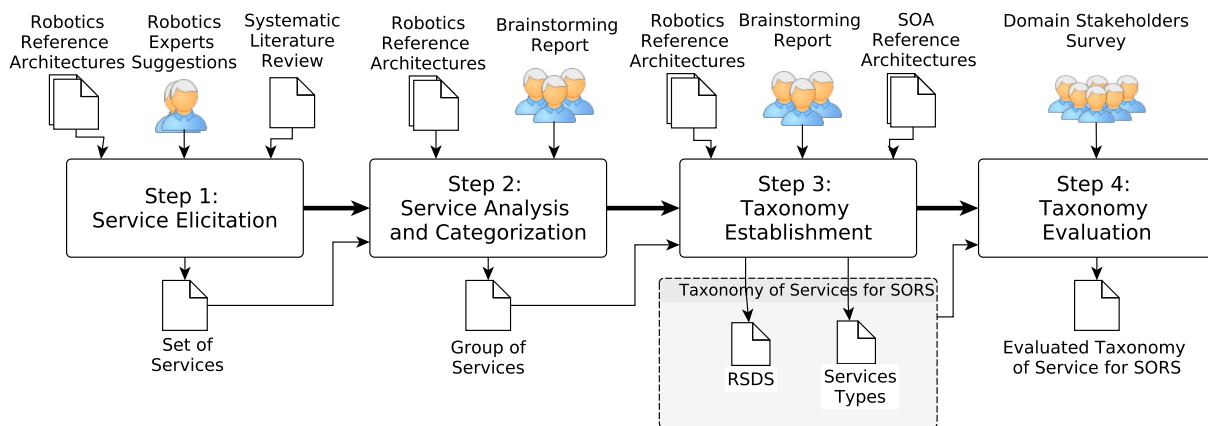 Robotics
Reference
Architectures
Robotics
Experts
Suggestions
Systematic
Literature
Review
Robotics
Reference
Architectures
Brainstorming
Report
Robotics
Reference
Architectures
Brainstorming
Report
SOA
Reference
Architectures
Domain Stakeholders
Survey
Step 1:
Service Elicitation
Step 2:
Service Analysis
and Categorization
Step 3:
Taxonomy
Establishment
Step 4:
Taxonomy
Evaluation
Set of
Services
Group of
Services
Taxonomy of Services for SORS
RSDS
Services
Types
Evaluated Taxonomy
of Service for SORS